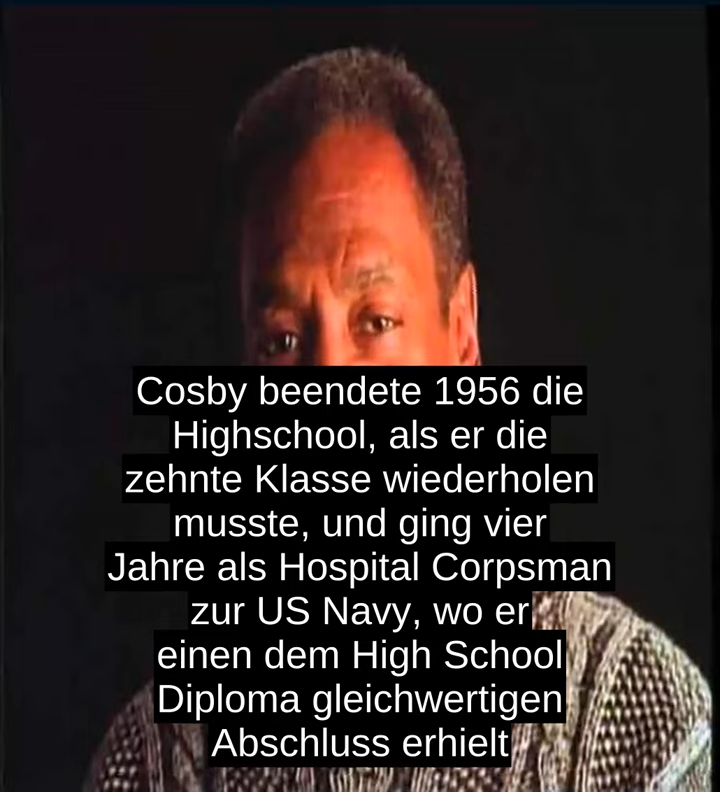 Cosby beendete 1956 die
Highschool, als er die
zehnte Klasse wiederholen
musste, und ging vier
Jahre als Hospital Corpsman
zur US Navy, wo er
einen dem High School
Diploma gleichwertigen
Abschluss erhielt